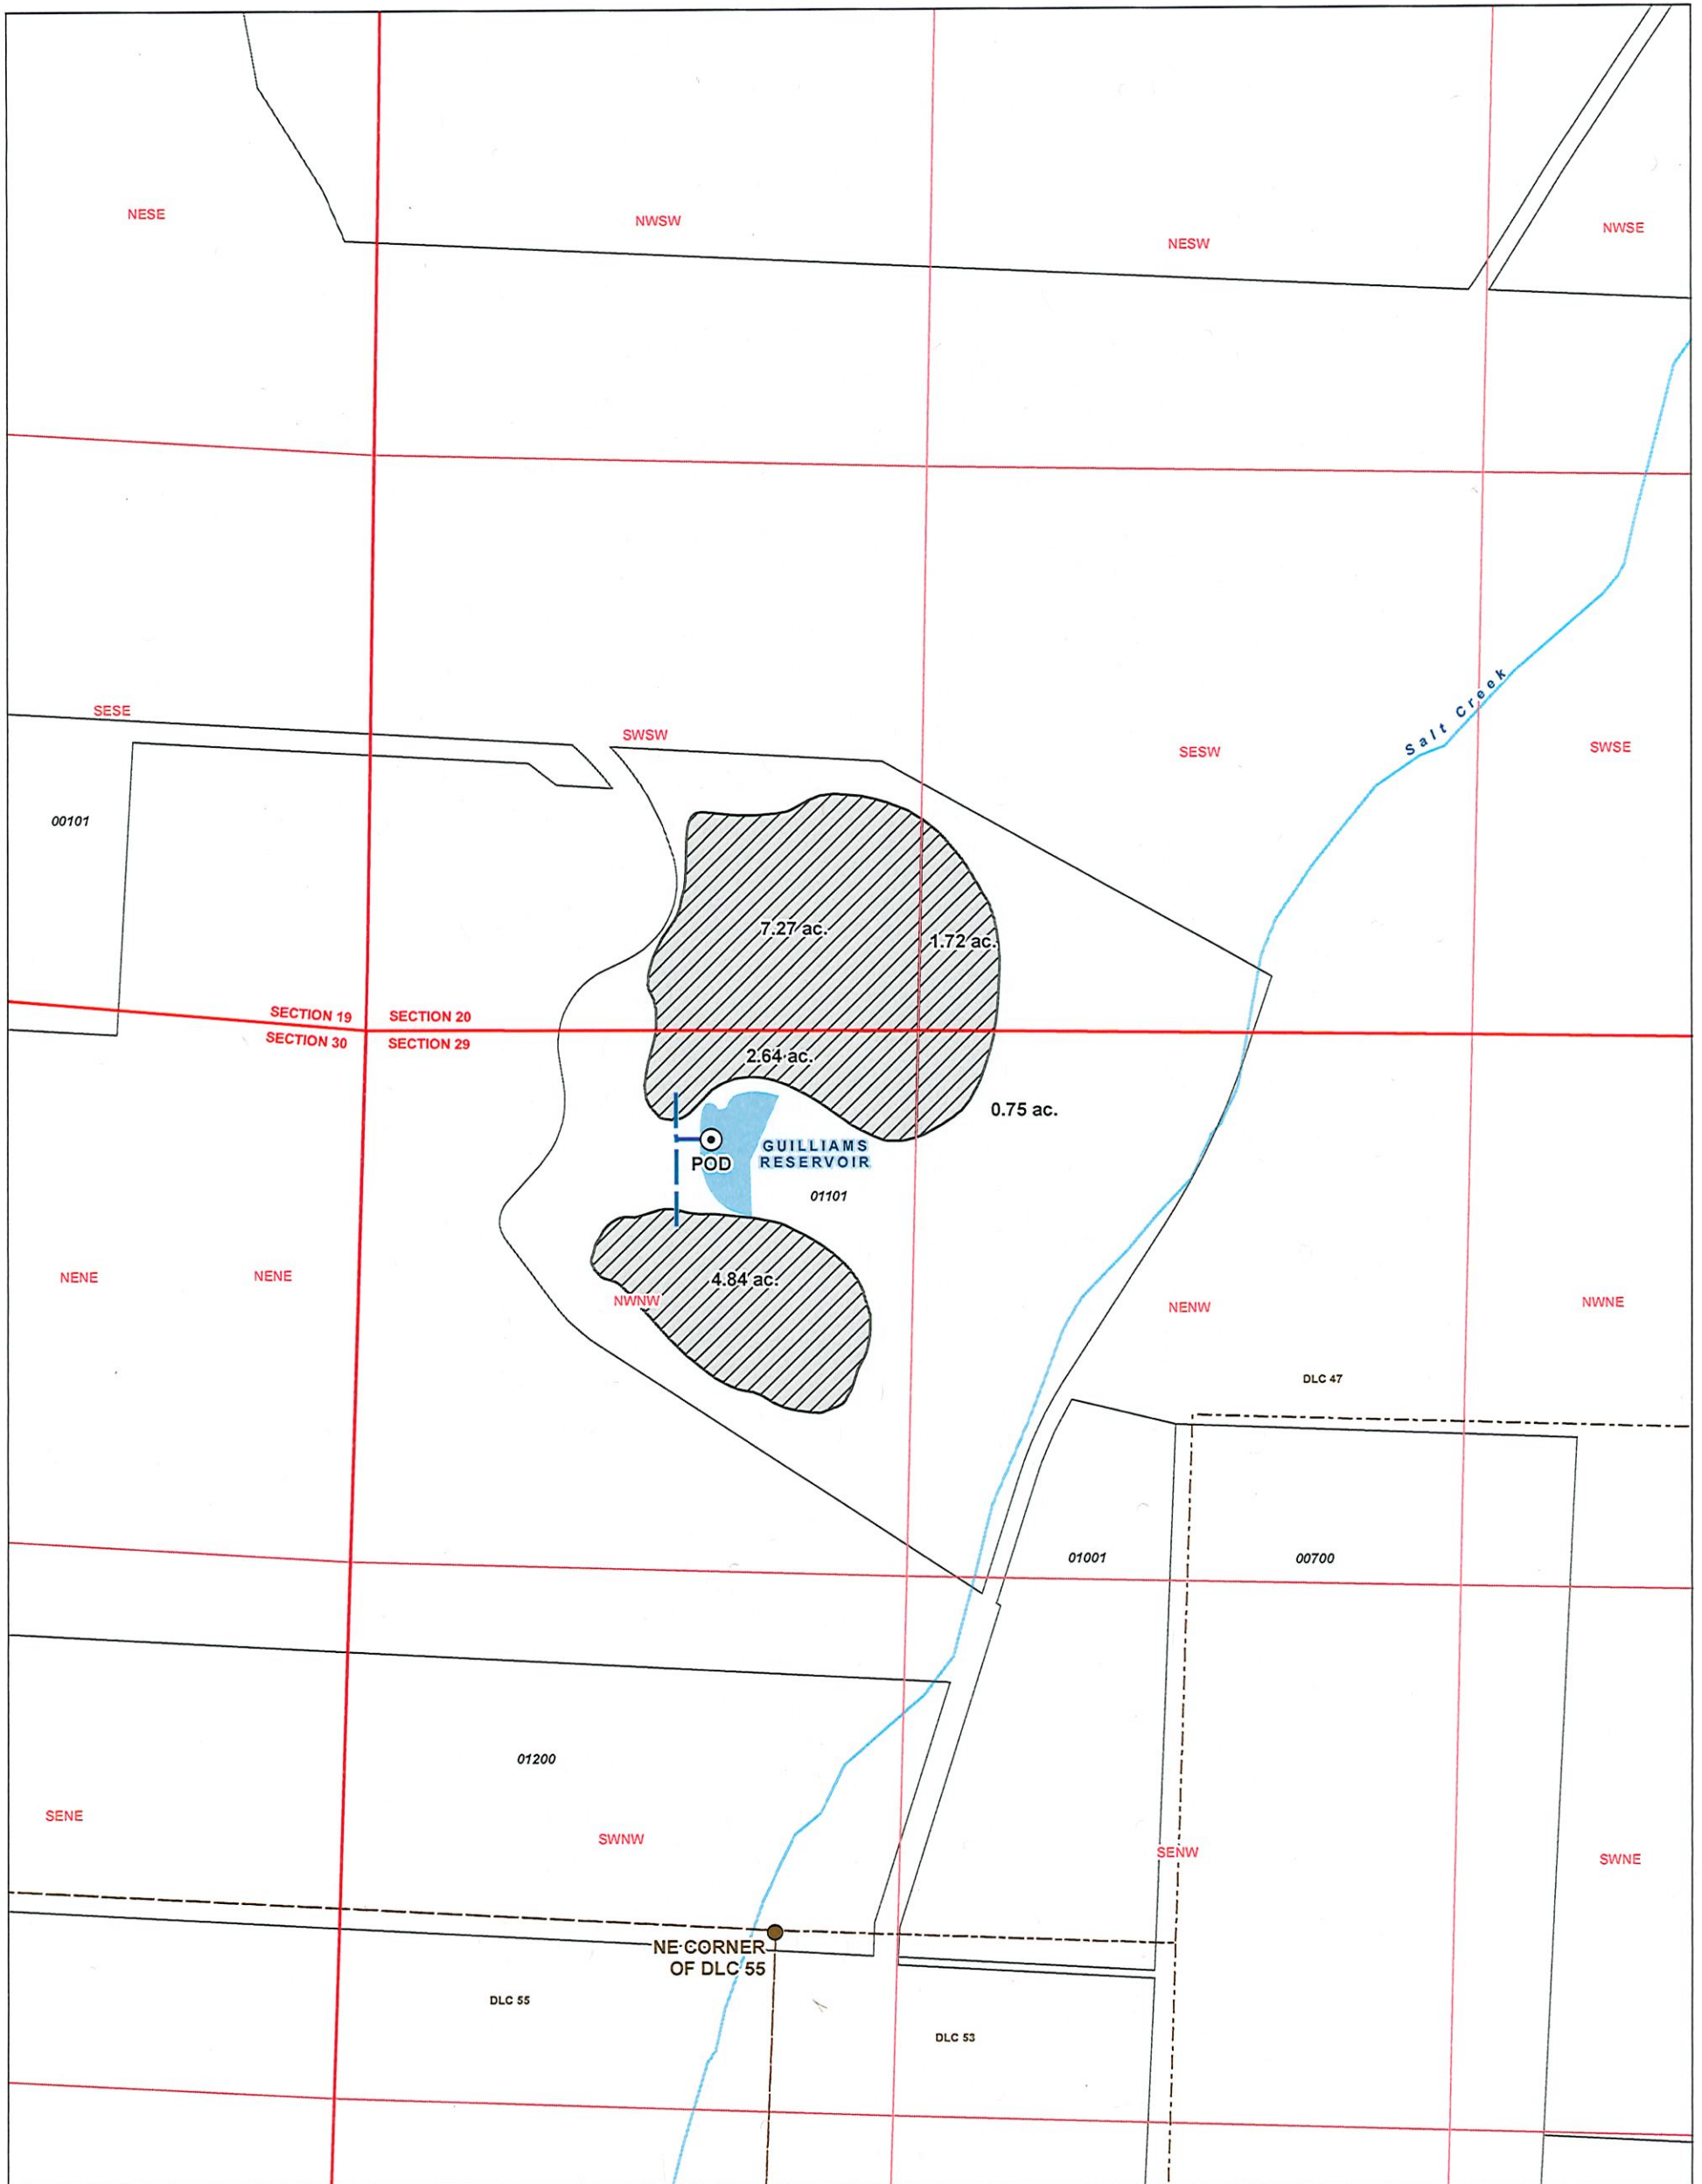 NESE
NWSW
NESW
NWSE
Salt Creek
SESE
SWSW
SESW
SWSE
00101
7.27 ac.
1.72 ac.
SECTION 19
SECTION 20
SECTION 30
SECTION 29
2.64 ac.
0.75 ac.
GUILLIAMS
RESERVOIR
POD
01101
NENE
NENE
4.84 ac.
NWNW
NENW
NWNE
DLC 47
01001
00700
01200
SENE
SWNW
SENW
SWNE
NE CORNER
OF DLC 55
DLC 55
DLC 53